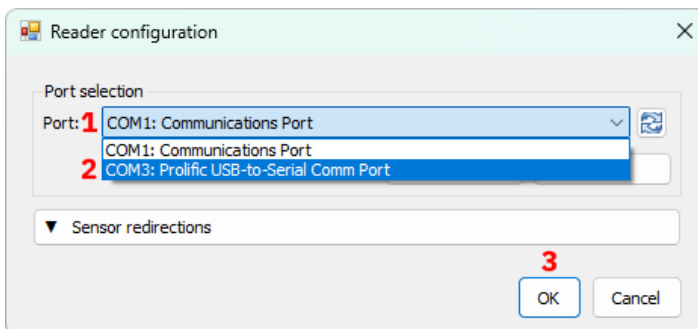 Reader configuration
Port selection
Port: 1 COM1: Communications Port
COM1: Communications Port
2 COM3: Prolific USB-to-Serial Comm Port
▼ Sensor redirections
3
OK Cancel